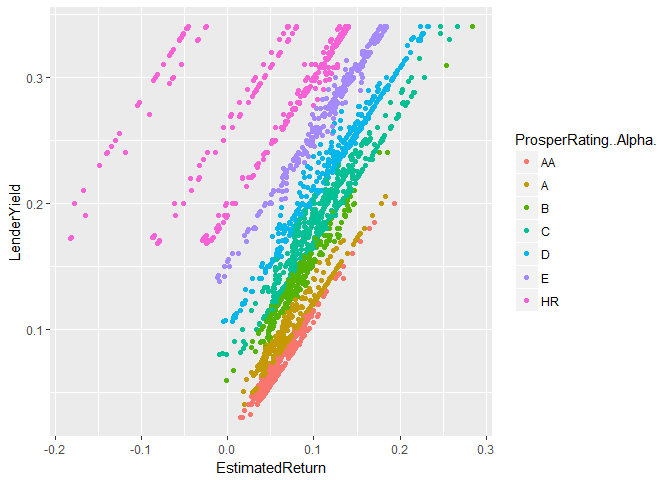 LenderYield
0.3
0.2
0.1
-0.2 -0.1 0.0 0.1 0.2 0.3
EstimatedReturn
ProsperRating..Alpha.
AA
A
B
C
D
E
HR